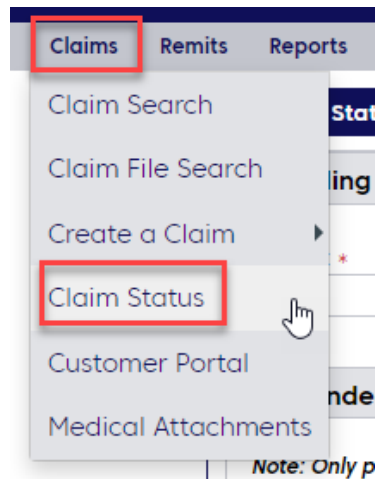 Claims Remits Reports
Claim Search
Claim File Search
Create a Claim
*
Claim Status
Customer Portal
Medical Attachments
Note: Only